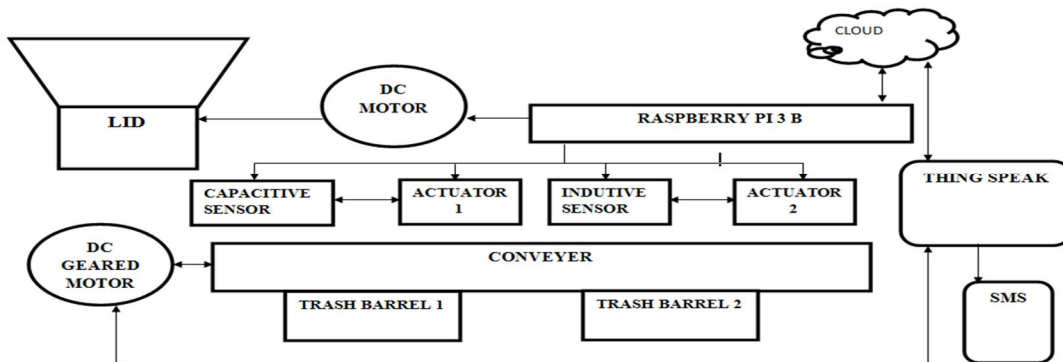 CLOUD
DC
MOTOR
LID
RASPBERRY PI 3 B
THING SPEAK
CAPACITIVE
SENSOR
ACTUATOR
1
INDUTIVE
SENSOR
ACTUATOR
2
DC
GEARED
MOTOR
CONVEYER
TRASH BARREL 1
TRASH BARREL 2
SMS